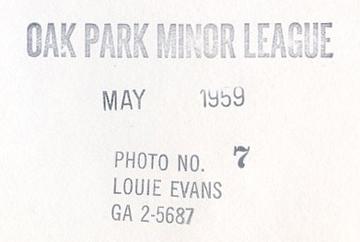 OAK PARK MINOR LEAGUE
MAY 1959
PHOTO NO. 7
LOUIE EVANS
GA 2-5687